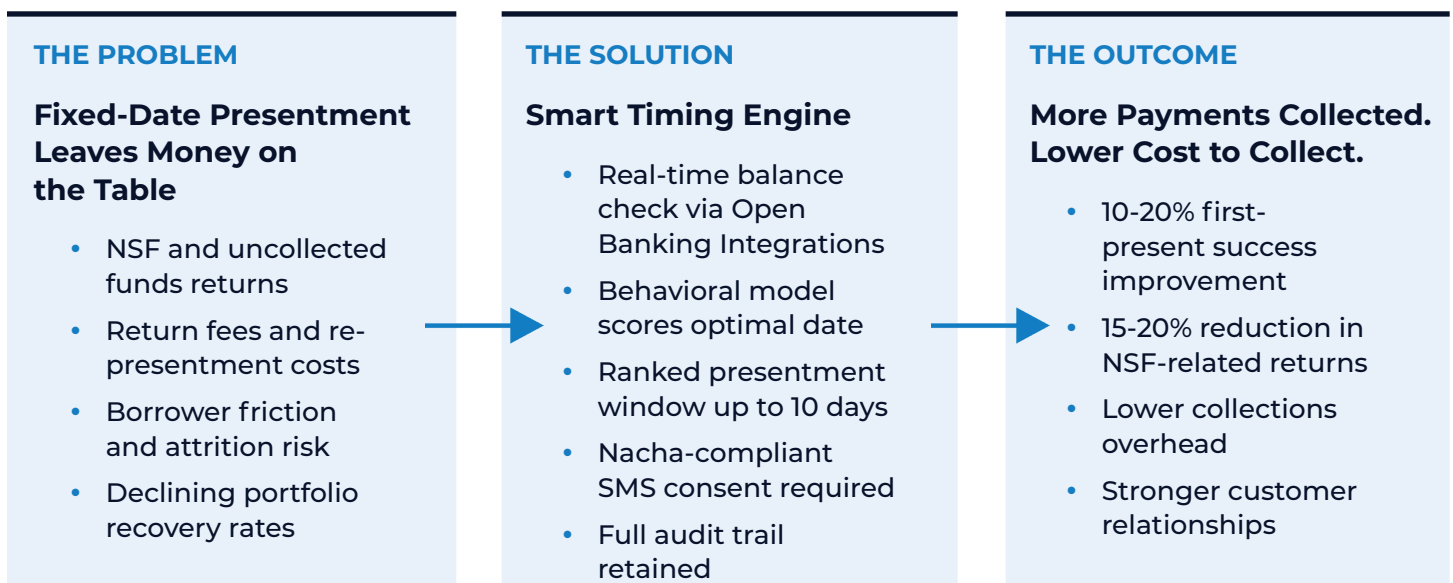 THE PROBLEM
Fixed-Date Presentment
Leaves Money on
the Table
• NSF and uncollected
funds returns
• Return fees and re-
presentment costs
• Borrower friction
and attrition risk
• Declining portfolio
recovery rates
THE SOLUTION
Smart Timing Engine
• Real-time balance
check via Open
Banking Integrations
• Behavioral model
scores optimal date
• Ranked presentment
window up to 10 days
• Nacha-compliant
SMS consent required
• Full audit trail
retained
THE OUTCOME
More Payments Collected.
Lower Cost to Collect.
• 10-20% first-
present success
improvement
• 15-20% reduction in
NSF-related returns
• Lower collections
overhead
• Stronger customer
relationships